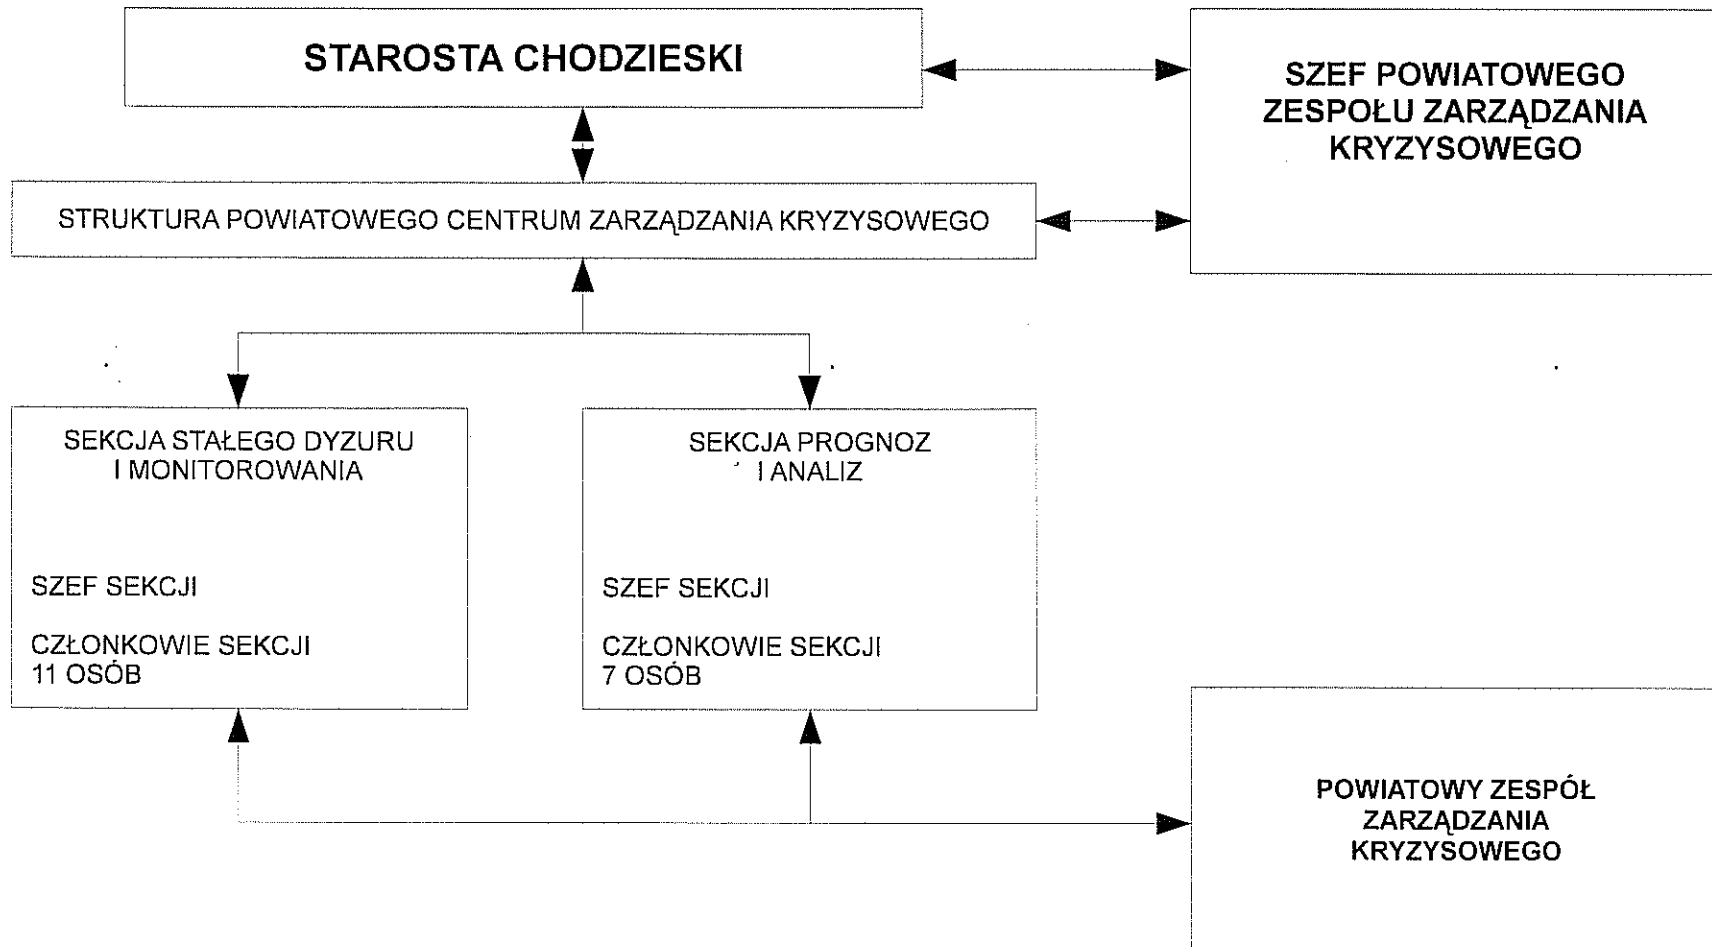 STAROSTA CHODZIESKI
SZEF POWIATOWEGO
ZESPOŁU ZARZĄDZANIA
KRYZYSOWEGO
STRUKTURA POWIATOWEGO CENTRUM ZARZĄDZANIA KRYZYSOWEGO
SEKCJA STAŁEGO DYZURU
I MONITOROWANIA
SZEF SEKCJI
CZŁONKOWIE SEKCJI
11 OSÓB
SEKCJA PROGNOZ
I ANALIZ
SZEF SEKCJI
CZŁONKOWIE SEKCJI
7 OSÓB
POWIATOWY ZESPÓŁ
ZARZĄDZANIA
KRYZYSOWEGO